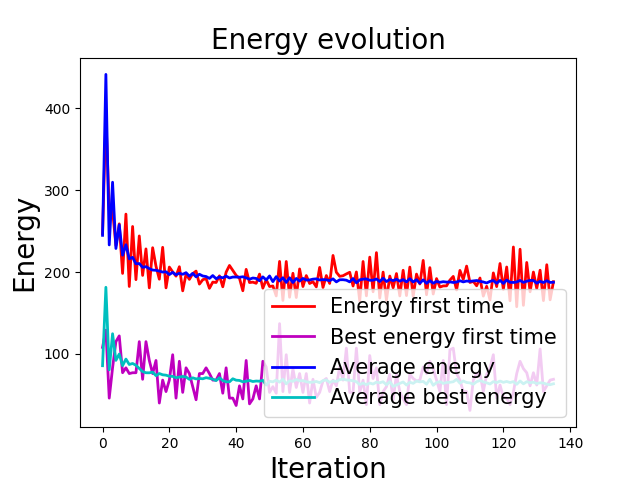 Energy evolution
Energy
400
300
200
100
Energy first time
Best energy first time
Average energy
Average best energy
0 20 40 60 80 100 120 140
Iteration